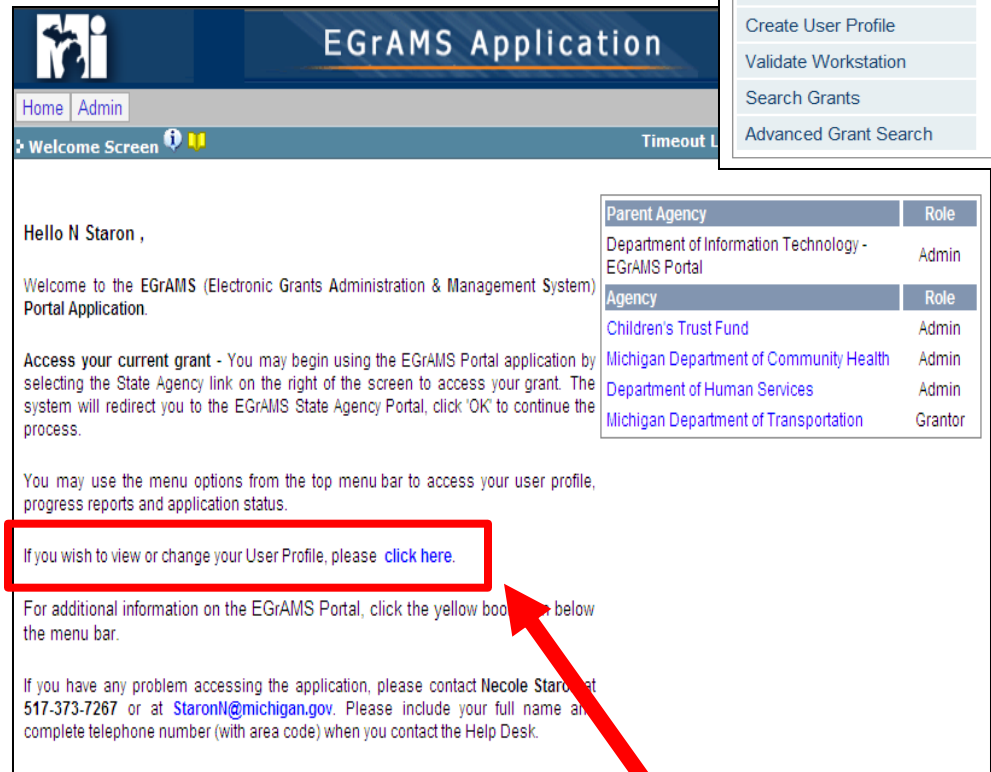 Create User Profile
Validate Workstation
Search Grants
Advanced Grant Search
EGrAMS Application
Home Admin
Welcome Screen
Timeout
Hello N Staron ,
Welcome to the EGrAMS (Electronic Grants Administration & Management System)
Portal Application.
Access your current grant - You may begin using the EGrAMS Portal application by
selecting the State Agency link on the right of the screen to access your grant. The
system will redirect you to the EGrAMS State Agency Portal, click 'OK' to continue the
process.
You may use the menu options from the top menu bar to access your user profile,
progress reports and application status.
If you wish to view or change your User Profile, please click here.
For additional information on the EGrAMS Portal, click the yellow below
the menu bar.
If you have any problem accessing the application, please contact Necole at
517-373-7267 or at StaronN@michigan.gov. Please include your full name
complete telephone number (with area code) when you contact the Help Desk.
Parent Agency Role
Department of Information Technology -
EGrAMS Portal Admin
Agency Role
Children's Trust Fund Admin
Michigan Department of Community Health Admin
Department of Human Services Admin
Michigan Department of Transportation Grantor